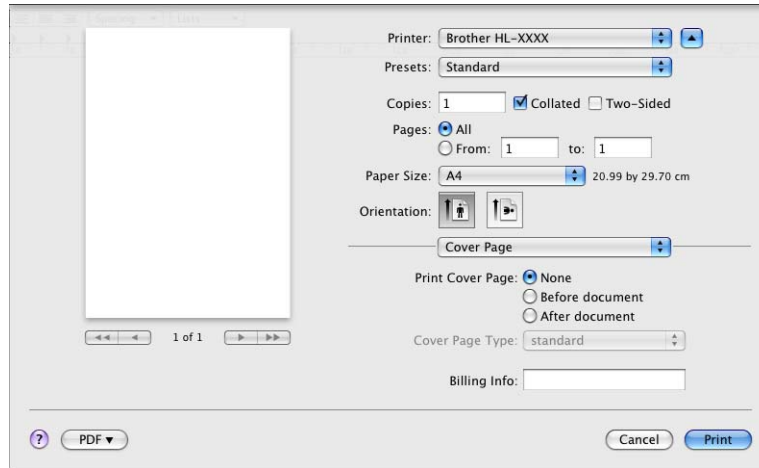 Printer: Brother HL-XXXX
Presets: Standard
Copies: 1 Collated Two-Sided
Pages: All
From: 1 to: 1
Paper Size: A4 20.99 by 29.70 cm
Orientation:
Cover Page
Print Cover Page: None
Before document
After document
1 of 1
Cover Page Type: standard
Billing Info:
? PDF Cancel Print